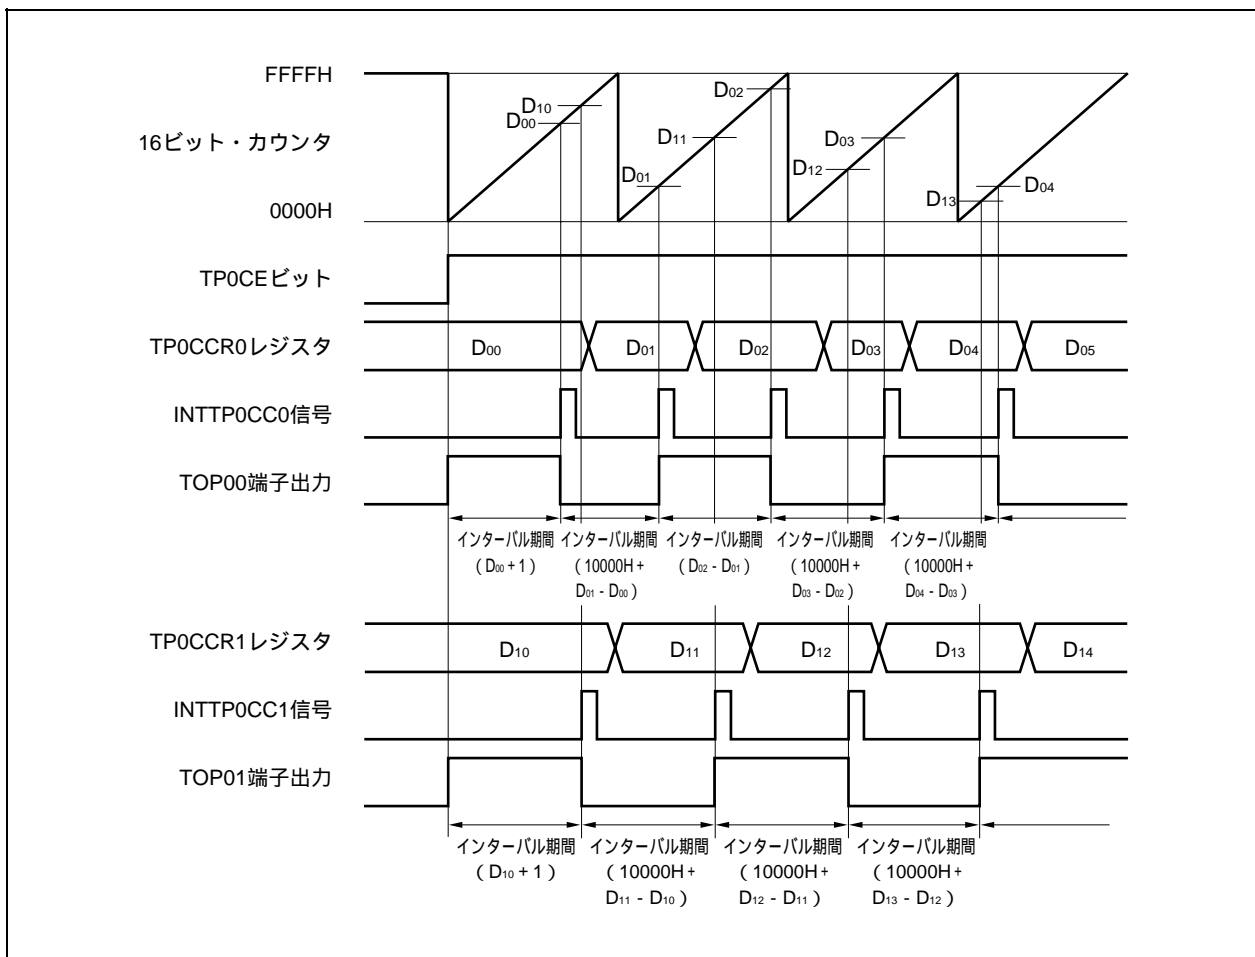 FFFFH
D10
D00
D02
16ビット・カウンタ
D11
D03
D01
D12
D04
D13
0000H
TP0CEビット
TP0CCR0レジスタ
D00
D01
D02
D03
D04
D05
INTTP0CC0信号
TOP00端子出力
インターバル期間
(D00 + 1)
インターバル期間
(10000H +
D01 - D00)
インターバル期間
(D02 - D01)
インターバル期間
(10000H +
D03 - D02)
インターバル期間
(10000H +
D04 - D03)
TP0CCR1レジスタ
D10
D11
D12
D13
D14
INTTP0CC1信号
TOP01端子出力
インターバル期間
(D10 + 1)
インターバル期間
(10000H +
D11 - D10)
インターバル期間
(10000H +
D12 - D11)
インターバル期間
(10000H +
D13 - D12)